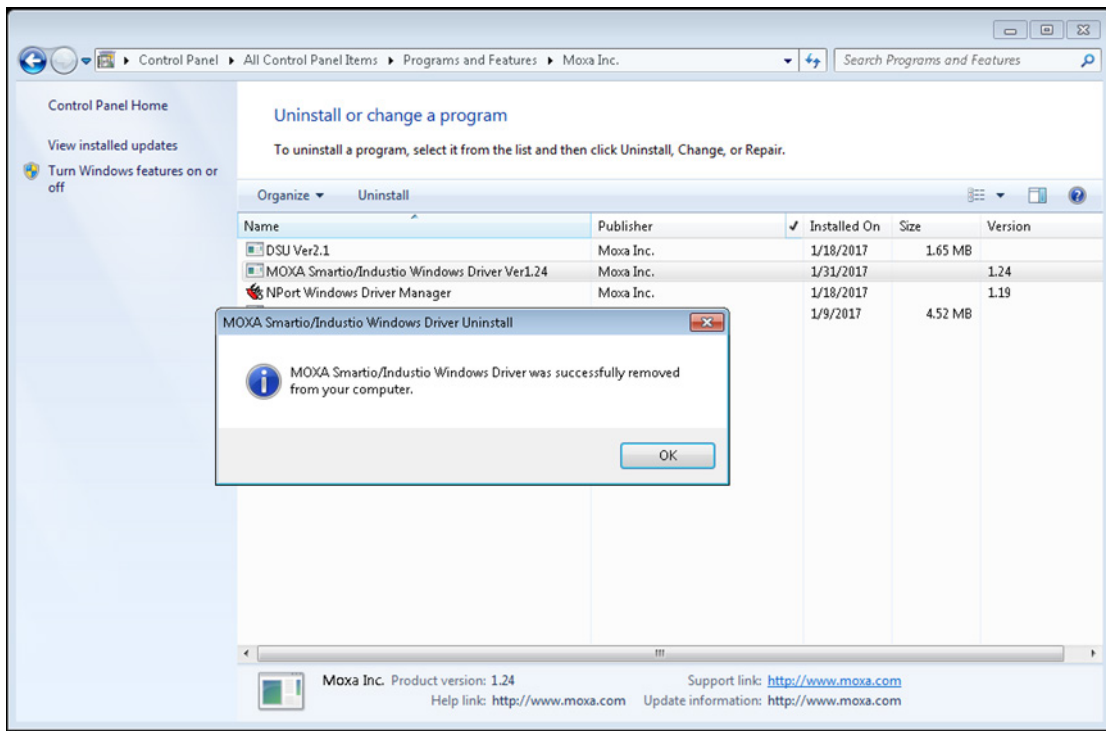 Control Panel ▸ All Control Panel Items ▸ Programs and Features ▸ Moxa Inc.
Search Programs and Features
Control Panel Home
View installed updates
Turn Windows features on or
off
Uninstall or change a program
To uninstall a program, select it from the list and then click Uninstall, Change, or Repair.
Organize Uninstall
Name Publisher Installed On Size Version
DSU Ver2.1 Moxa Inc. 1/18/2017 1.65 MB
MOXA Smartio/Industio Windows Driver Ver1.24 Moxa Inc. 1/31/2017 1.24
NPort Windows Driver Manager Moxa Inc. 1/18/2017 1.19
1/9/2017 4.52 MB
MOXA Smartio/Industio Windows Driver Uninstall
MOXA Smartio/Industio Windows Driver was successfully removed
from your computer.
OK
Moxa Inc. Product version: 1.24 Support link: http://www.moxa.com
Help link: http://www.moxa.com Update information: http://www.moxa.com